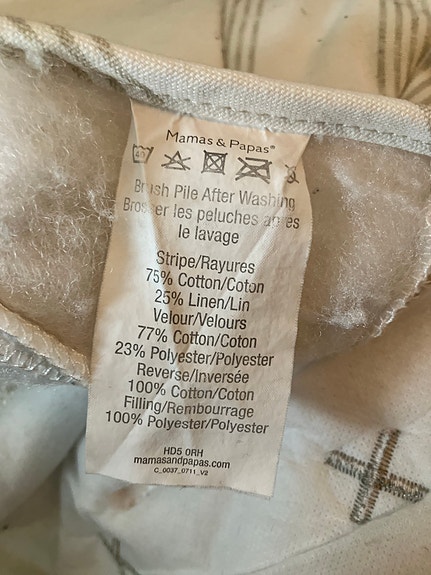 Mamas & Papas®
40
Brush Pile After Washing
Brosser les peluches après
le lavage
Stripe/Rayures
75% Cotton/Coton
25% Linen/Lin
Velour/Velours
77% Cotton/Coton
23% Polyester/Polyester
Reverse/Inversée
100% Cotton/Coton
Filling/Rembourrage
100% Polyester/Polyester
HD5 0RH
mamasandpapas.com
C_0037_0711_V2